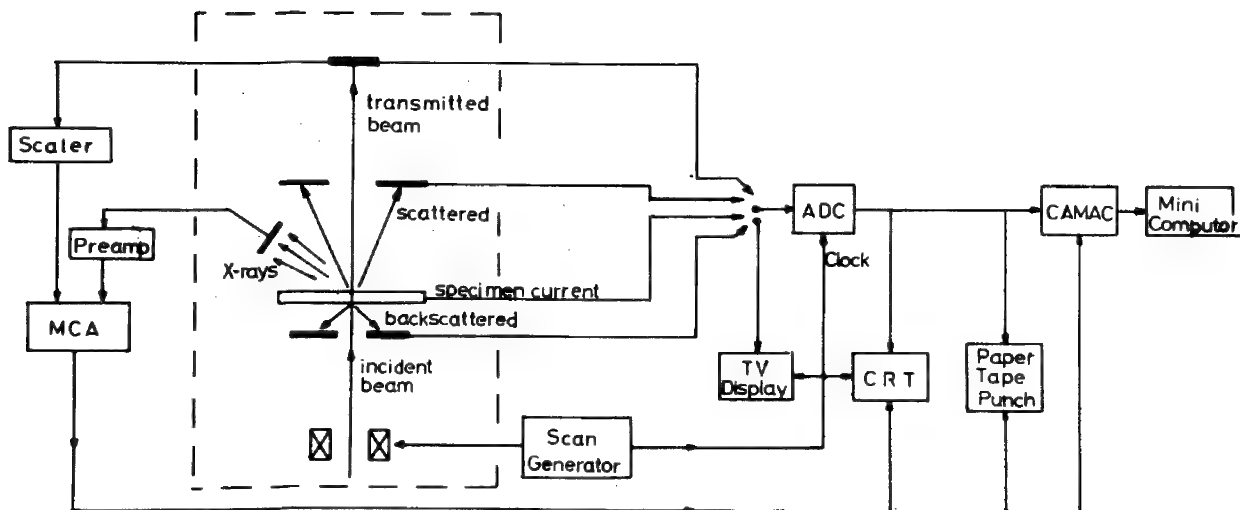 transmitted
beam
Scaler
scattered
ADC
CAMAC
Mini
Computor
Preamp
X-rays
Clock
specimen current
MCA
backscattered
incident
beam
TV
Display
CRT
Paper
Tape
Punch
Scan
Generator